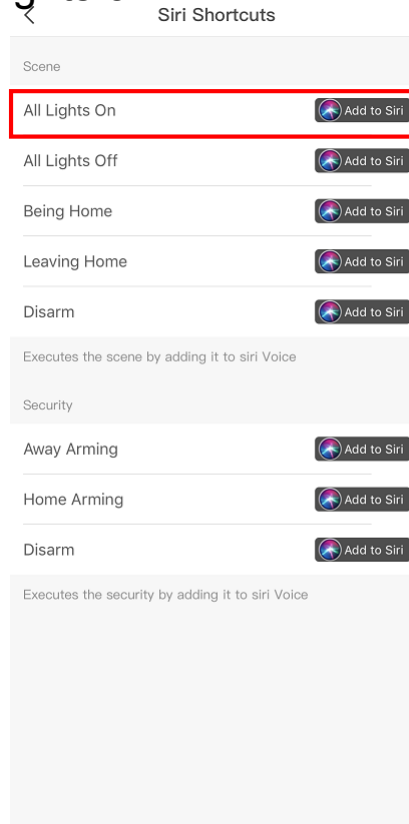 Siri Shortcuts
Scene
All Lights On Add to Siri
All Lights Off Add to Siri
Being Home Add to Siri
Leaving Home Add to Siri
Disarm Add to Siri
Executes the scene by adding it to siri Voice
Security
Away Arming Add to Siri
Home Arming Add to Siri
Disarm Add to Siri
Executes the security by adding it to siri Voice